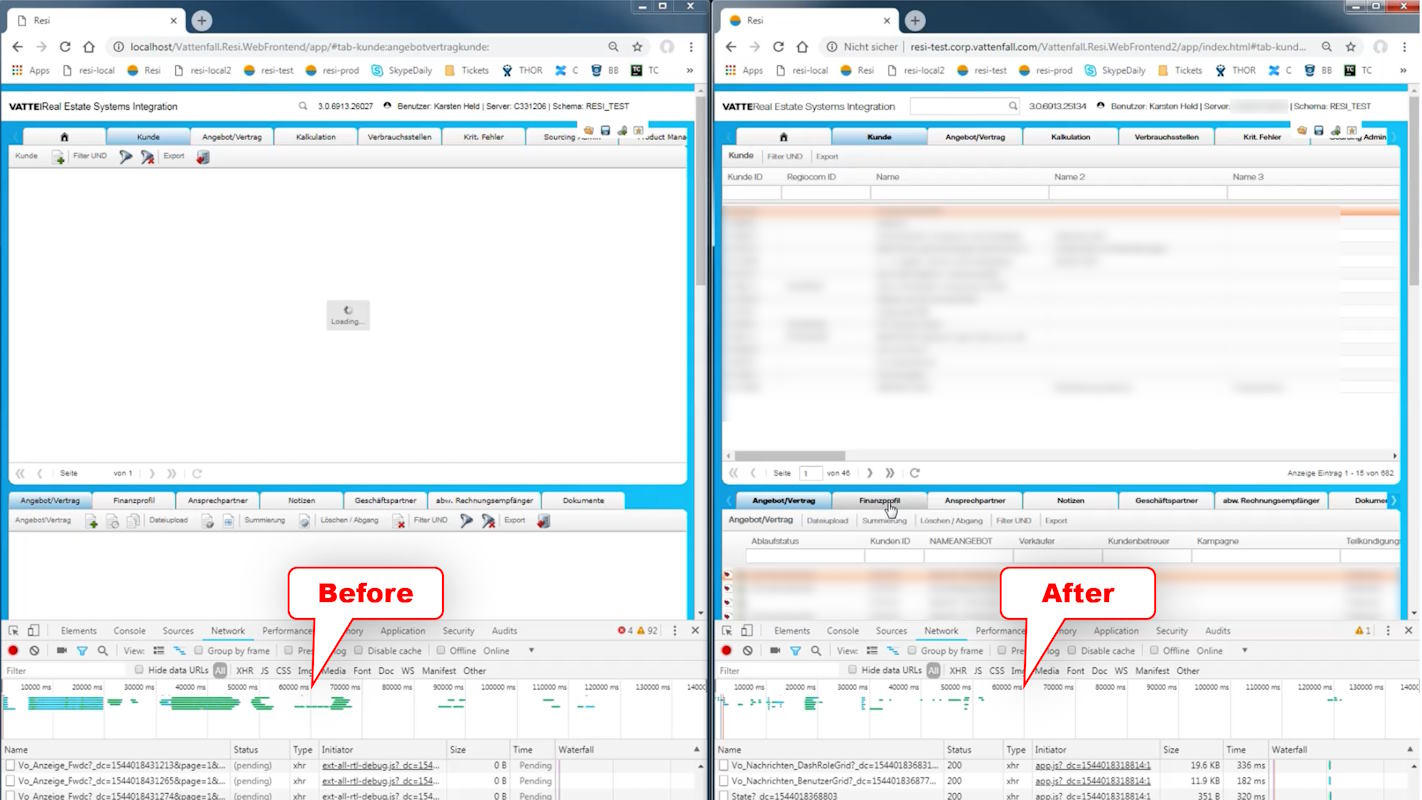 Resi
localhost/Vattenfall.Resi.WebFrontend/app/#tab-kunde:angebotvertragkunde:
Apps resi-local Resi resi-local2 resi-test resi-prod SkypeDaily Tickets THOR C BB TC »
VATTE Real Estate Systems Integration 3.0.6913.26027 Benutzer: Karsten Held | Server: C331206 | Schema: RESI_TEST
Kunde Angebot/Vertrag Kalkulation Verbrauchsstellen Krit. Fehler Sourcing Product Mana
Kunde Filter UND Export
Loading...
Seite von 1
Angebot/Vertrag Finanzprofil Ansprechpartner Notizen Geschäftspartner abw. Rechnungsempfänger Dokumente
Angebot/Vertrag Dateiupload Summierung Löschen / Abgang Filter UND Export
Before
Elements Console Sources Network Performance mory Application Security Audits 4 92
View: Group by frame Pres log Disable cache Offline Online
Filter Hide data URLs All XHR JS CSS Img Media Font Doc WS Manifest Other
10000 ms 20000 ms 30000 ms 40000 ms 50000 ms 60000 ms 70000 ms 80000 ms 90000 ms 100000 ms 110000 ms 120000 ms 130000 ms 14000
Name Status Type Initiator Size Time Waterfall
Vo_Anzeige_Fwdc?_dc=1544018431213&page=1&... (pending) xhr ext-all-rtl-debug.js?_dc=154... 0 B Pending
Vo_Anzeige_Fwdc?_dc=1544018431265&page=1&... (pending) xhr ext-all-rtl-debug.js?_dc=154... 0 B Pending
Vo_Anzeige_Fwdc?_dc=1544018431274&page=1&... (pending) xhr ext-all-rtl-debug.js?_dc=154... 0 B Pending
Resi
Nicht sicher | resi-test.corp.vattenfall.com/Vattenfall.Resi.WebFrontend2/app/index.html#tab-kund...
Apps resi-local Resi resi-local2 resi-test resi-prod SkypeDaily Tickets THOR C BB TC »
VATTE Real Estate Systems Integration 3.0.6913.25134 Benutzer: Karsten Held | Server: | Schema: RESI_TEST
Kunde Angebot/Vertrag Kalkulation Verbrauchsstellen Krit. Fehler Sourcing Admin
Kunde Filter UND Export
Kunde ID Regiocom ID Name Name 2 Name 3
Seite 1 von 46 Anzeige Eintrag 1 - 15 von 682
Angebot/Vertrag Finanzprofil Ansprechpartner Notizen Geschäftspartner abw. Rechnungsempfänger Dokumer
Angebot/Vertrag Dateiupload Summierung Löschen / Abgang Filter UND Export
Ablaufstatus Kunden ID NAMEANGEBOT Verkäufer Kundenbetreuer Kampagne Teilkündigungs
After
Elements Console Sources Network Performance mory Application Security Audits 1
View: Group by frame Pres log Disable cache Offline Online
Filter Hide data URLs All XHR JS CSS Img Media Font Doc WS Manifest Other
10000 ms 20000 ms 30000 ms 40000 ms 50000 ms 60000 ms 70000 ms 80000 ms 90000 ms 100000 ms 110000 ms 120000 ms 130000 ms 14000
Name Status Type Initiator Size Time Waterfall
Vo_Nachrichten_DashRoleGrid?_dc=154401836831... 200 xhr app.js?_dc=1544018318814:1 19.6 KB 336 ms
Vo_Nachrichten_BenutzerGrid?_dc=1544018836877... 200 xhr app.js?_dc=1544018318814:1 11.9 KB 182 ms
State?_dc=1544018368803 200 xhr app.js?_dc=1544018318814:1 351 B 320 ms